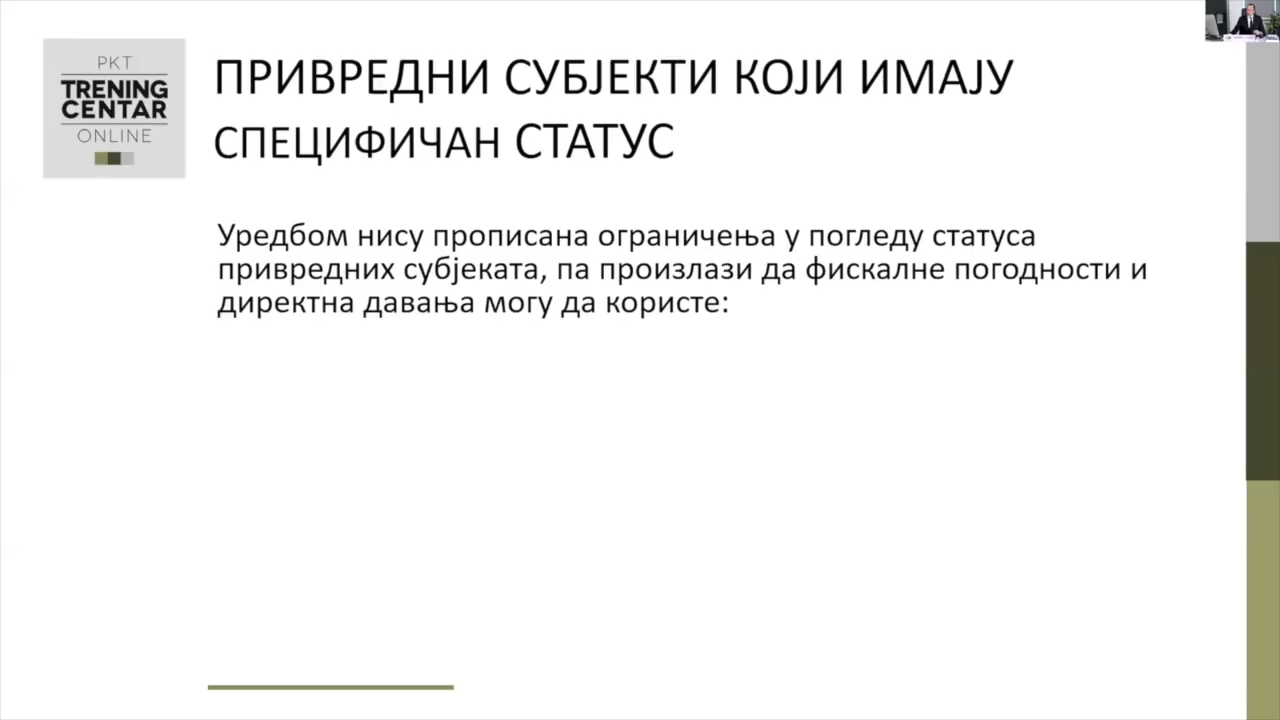 PKT
TRENING
CENTAR
ONLINE
ПРИВРЕДНИ СУБЈЕКТИ КОЈИ ИМАЈУ
СПЕЦИФИЧАН СТАТУС
Уредбом нису прописана ограничења у погледу статуса
привредних субјеката, па произлази да фискалне погодности и
директна давања могу да користе: